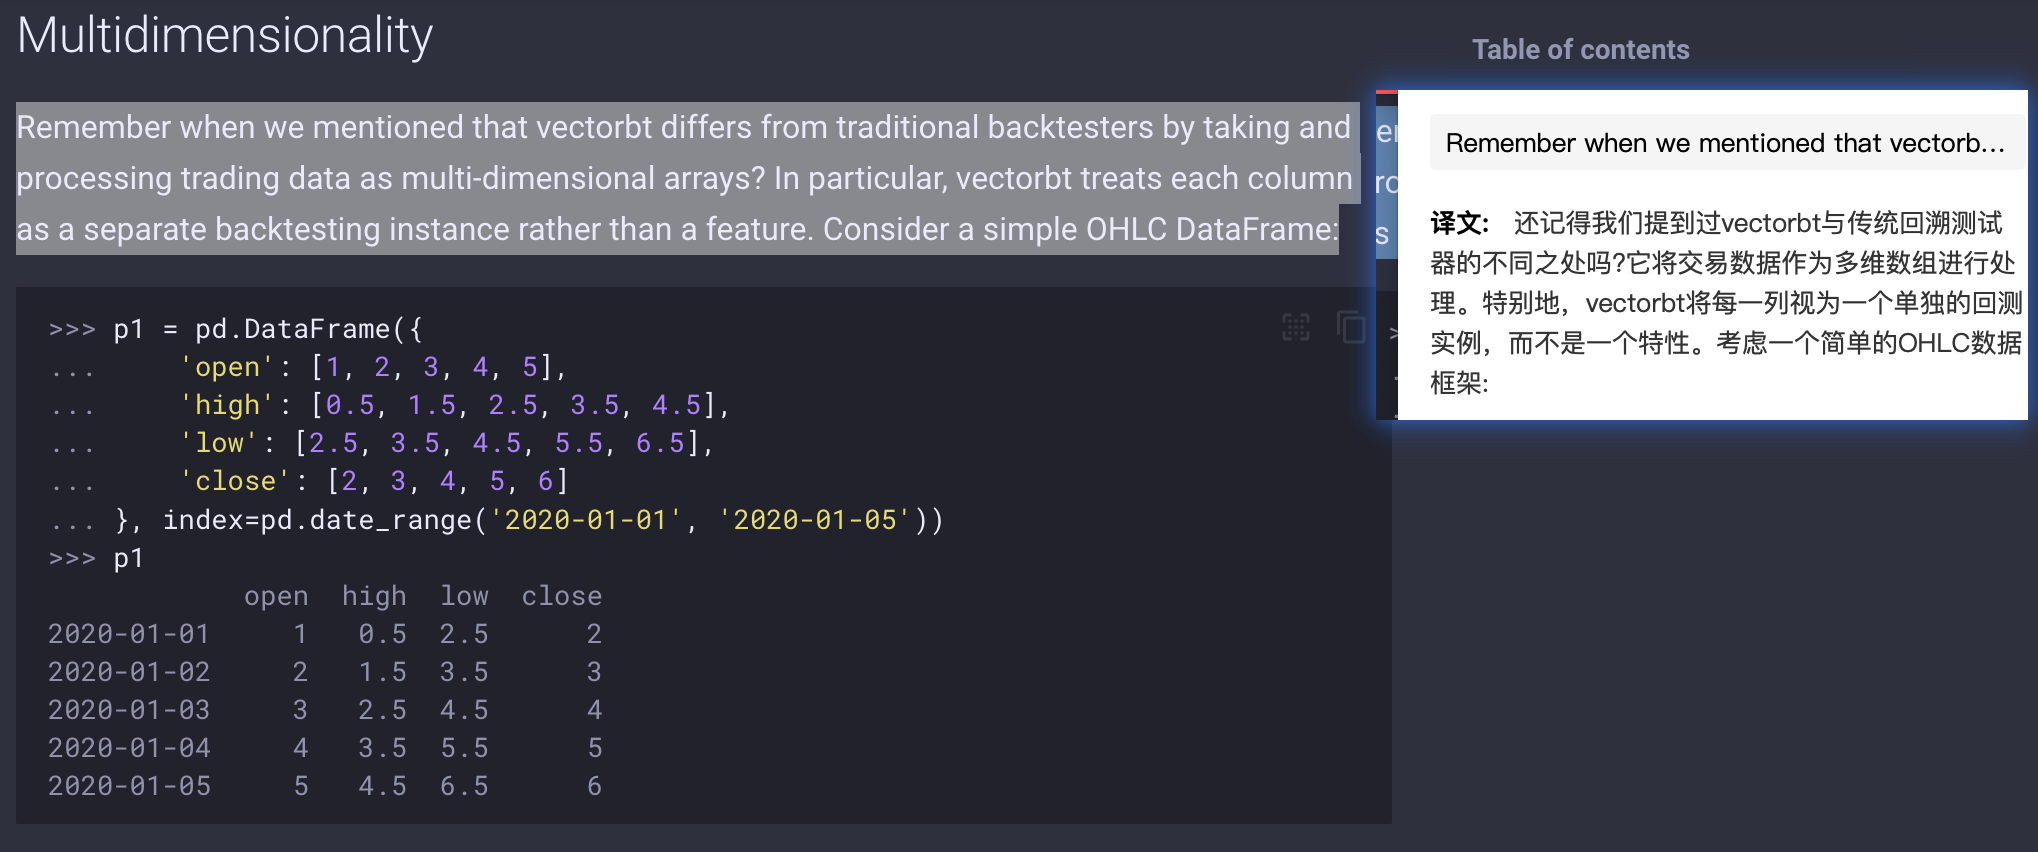 Multidimensionality
Remember when we mentioned that vectorbt differs from traditional backtesters by taking and
processing trading data as multi-dimensional arrays? In particular, vectorbt treats each column
as a separate backtesting instance rather than a feature. Consider a simple OHLC DataFrame:
>>> p1 = pd.DataFrame({
...     'open': [1, 2, 3, 4, 5],
...     'high': [0.5, 1.5, 2.5, 3.5, 4.5],
...     'low': [2.5, 3.5, 4.5, 5.5, 6.5],
...     'close': [2, 3, 4, 5, 6]
... }, index=pd.date_range('2020-01-01', '2020-01-05'))
>>> p1
            open  high  low  close
2020-01-01     1   0.5  2.5      2
2020-01-02     2   1.5  3.5      3
2020-01-03     3   2.5  4.5      4
2020-01-04     4   3.5  5.5      5
2020-01-05     5   4.5  6.5      6
Table of contents
Remember when we mentioned that vectorb...
译文: 还记得我们提到过vectorbt与传统回溯测试
器的不同之处吗?它将交易数据作为多维数组进行处
理。特别地，vectorbt将每一列视为一个单独的回测
实例，而不是一个特性。考虑一个简单的OHLC数据
框架: